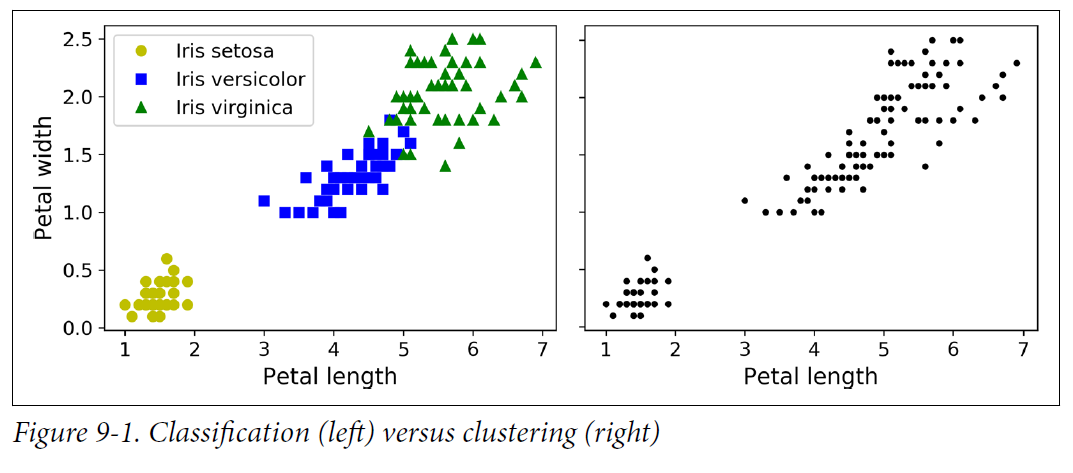 2.5
2.0
1.5
1.0
0.5
0.0
Petal width
Iris setosa
Iris versicolor
Iris virginica
1 2 3 4 5 6 7
Petal length
1 2 3 4 5 6 7
Petal length
Figure 9-1. Classification (left) versus clustering (right)